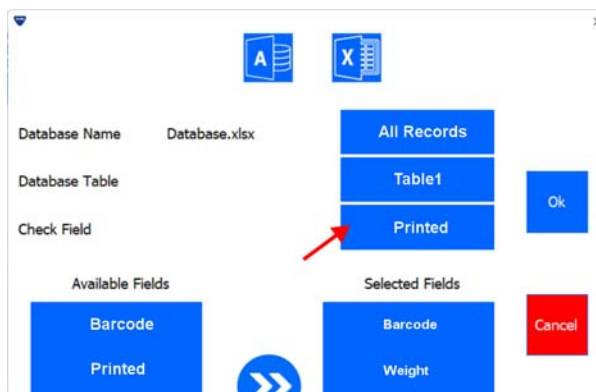 A
X
Database Name Database.xlsx All Records
Database Table Table1
Ok
Check Field Printed
Available Fields Selected Fields
Barcode Barcode Cancel
Printed Weight